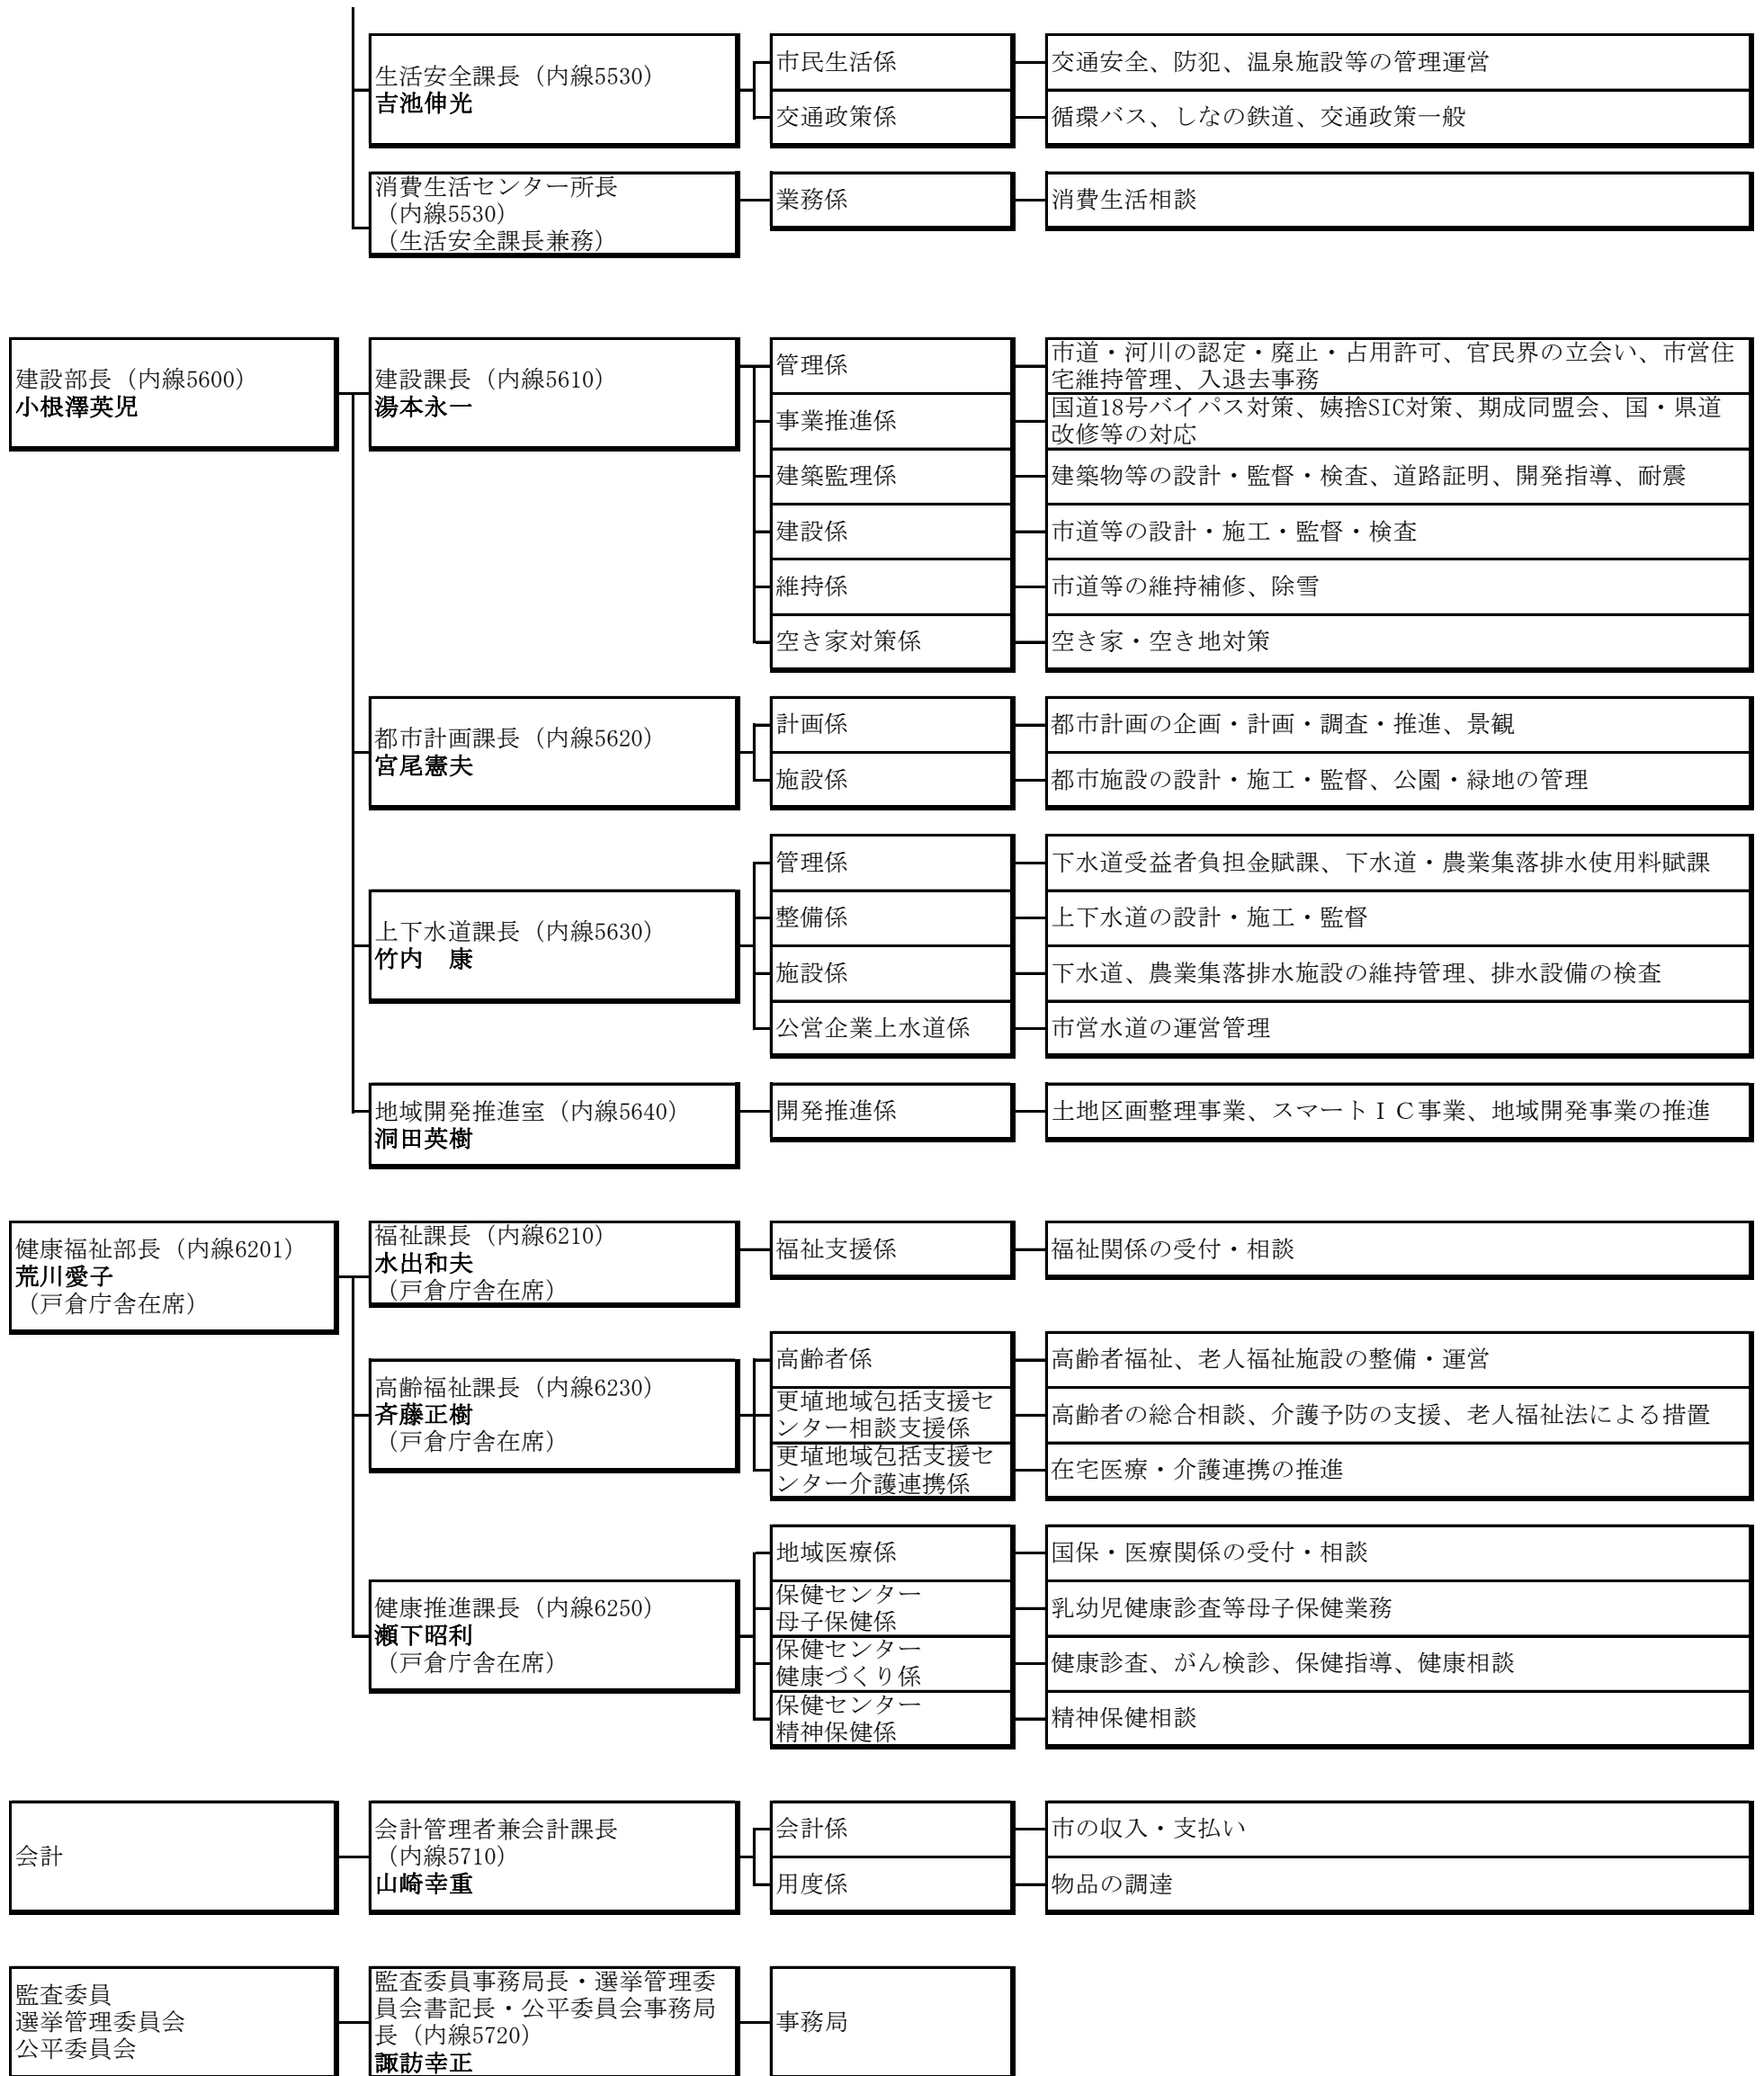 生活安全課長（内線5530）
吉池伸光
市民生活係
交通安全、防犯、温泉施設等の管理運営
交通政策係
循環バス、しなの鉄道、交通政策一般
消費生活センター所長
（内線5530）
（生活安全課長兼務）
業務係
消費生活相談
建設部長（内線5600）
小根澤英児
建設課長（内線5610）
湯本永一
管理係
市道・河川の認定・廃止・占用許可、官民界の立会い、市営住
宅維持管理、入退去事務
事業推進係
国道18号バイパス対策、姨捨SIC対策、期成同盟会、国・県道
改修等の対応
建築監理係
建築物等の設計・監督・検査、道路証明、開発指導、耐震
建設係
市道等の設計・施工・監督・検査
維持係
市道等の維持補修、除雪
空き家対策係
空き家・空き地対策
都市計画課長（内線5620）
宮尾憲夫
計画係
都市計画の企画・計画・調査・推進、景観
施設係
都市施設の設計・施工・監督、公園・緑地の管理
上下水道課長（内線5630）
竹内　康
管理係
下水道受益者負担金賦課、下水道・農業集落排水使用料賦課
整備係
上下水道の設計・施工・監督
施設係
下水道、農業集落排水施設の維持管理、排水設備の検査
公営企業上水道係
市営水道の運営管理
地域開発推進室（内線5640）
洞田英樹
開発推進係
土地区画整理事業、スマートＩＣ事業、地域開発事業の推進
健康福祉部長（内線6201）
荒川愛子
（戸倉庁舎在席）
福祉課長（内線6210）
水出和夫
（戸倉庁舎在席）
福祉支援係
福祉関係の受付・相談
高齢福祉課長（内線6230）
斉藤正樹
（戸倉庁舎在席）
高齢者係
高齢者福祉、老人福祉施設の整備・運営
更埴地域包括支援セ
ンター相談支援係
高齢者の総合相談、介護予防の支援、老人福祉法による措置
更埴地域包括支援セ
ンター介護連携係
在宅医療・介護連携の推進
健康推進課長（内線6250）
瀬下昭利
（戸倉庁舎在席）
地域医療係
国保・医療関係の受付・相談
保健センター
母子保健係
乳幼児健康診査等母子保健業務
保健センター
健康づくり係
健康診査、がん検診、保健指導、健康相談
保健センター
精神保健係
精神保健相談
会計
会計管理者兼会計課長
（内線5710）
山崎幸重
会計係
市の収入・支払い
用度係
物品の調達
監査委員
選挙管理委員会
公平委員会
監査委員事務局長・選挙管理委
員会書記長・公平委員会事務局
長（内線5720）
諏訪幸正
事務局